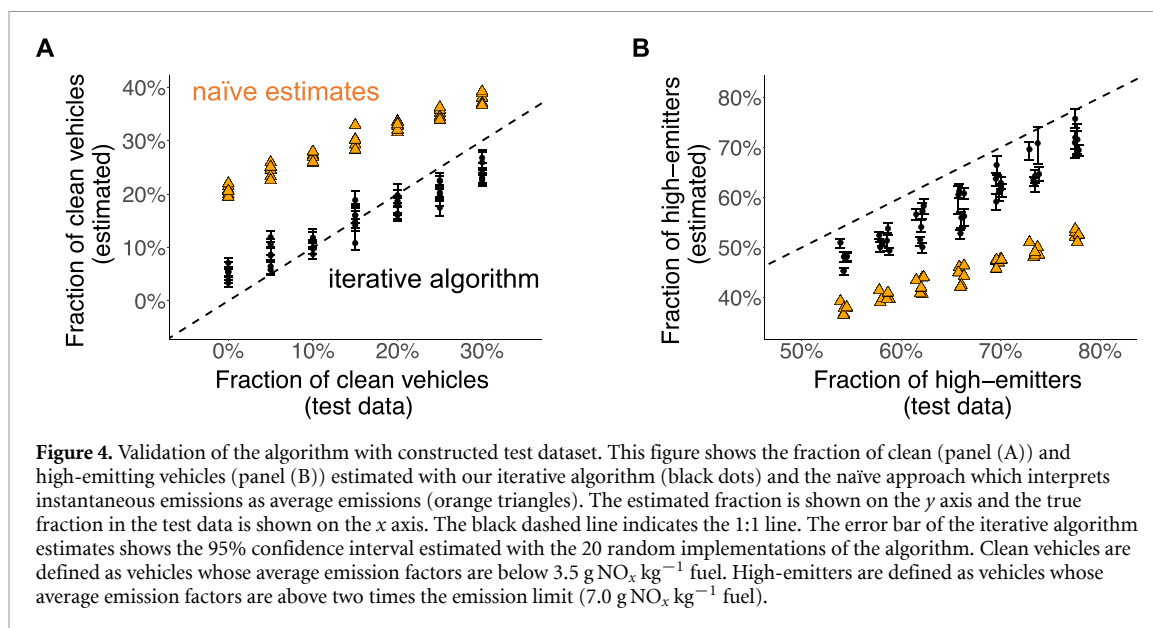 A
B
Fraction of clean vehicles
(estimated)
40%
30%
20%
10%
0%
naïve estimates
iterative algorithm
0%
10%
20%
30%
Fraction of clean vehicles
(test data)
Fraction of high−emitters
(estimated)
80%
70%
60%
50%
40%
50%
60%
70%
80%
Fraction of high−emitters
(test data)
Figure 4. Validation of the algorithm with constructed test dataset. This figure shows the fraction of clean (panel (A)) and
high-emitting vehicles (panel (B)) estimated with our iterative algorithm (black dots) and the naïve approach which interprets
instantaneous emissions as average emissions (orange triangles). The estimated fraction is shown on the y axis and the true
fraction in the test data is shown on the x axis. The black dashed line indicates the 1:1 line. The error bar of the iterative algorithm
estimates shows the 95% confidence interval estimated with the 20 random implementations of the algorithm. Clean vehicles are
defined as vehicles whose average emission factors are below 3.5 g NOₓ kg⁻¹ fuel. High-emitters are defined as vehicles whose
average emission factors are above two times the emission limit (7.0 g NOₓ kg⁻¹ fuel).